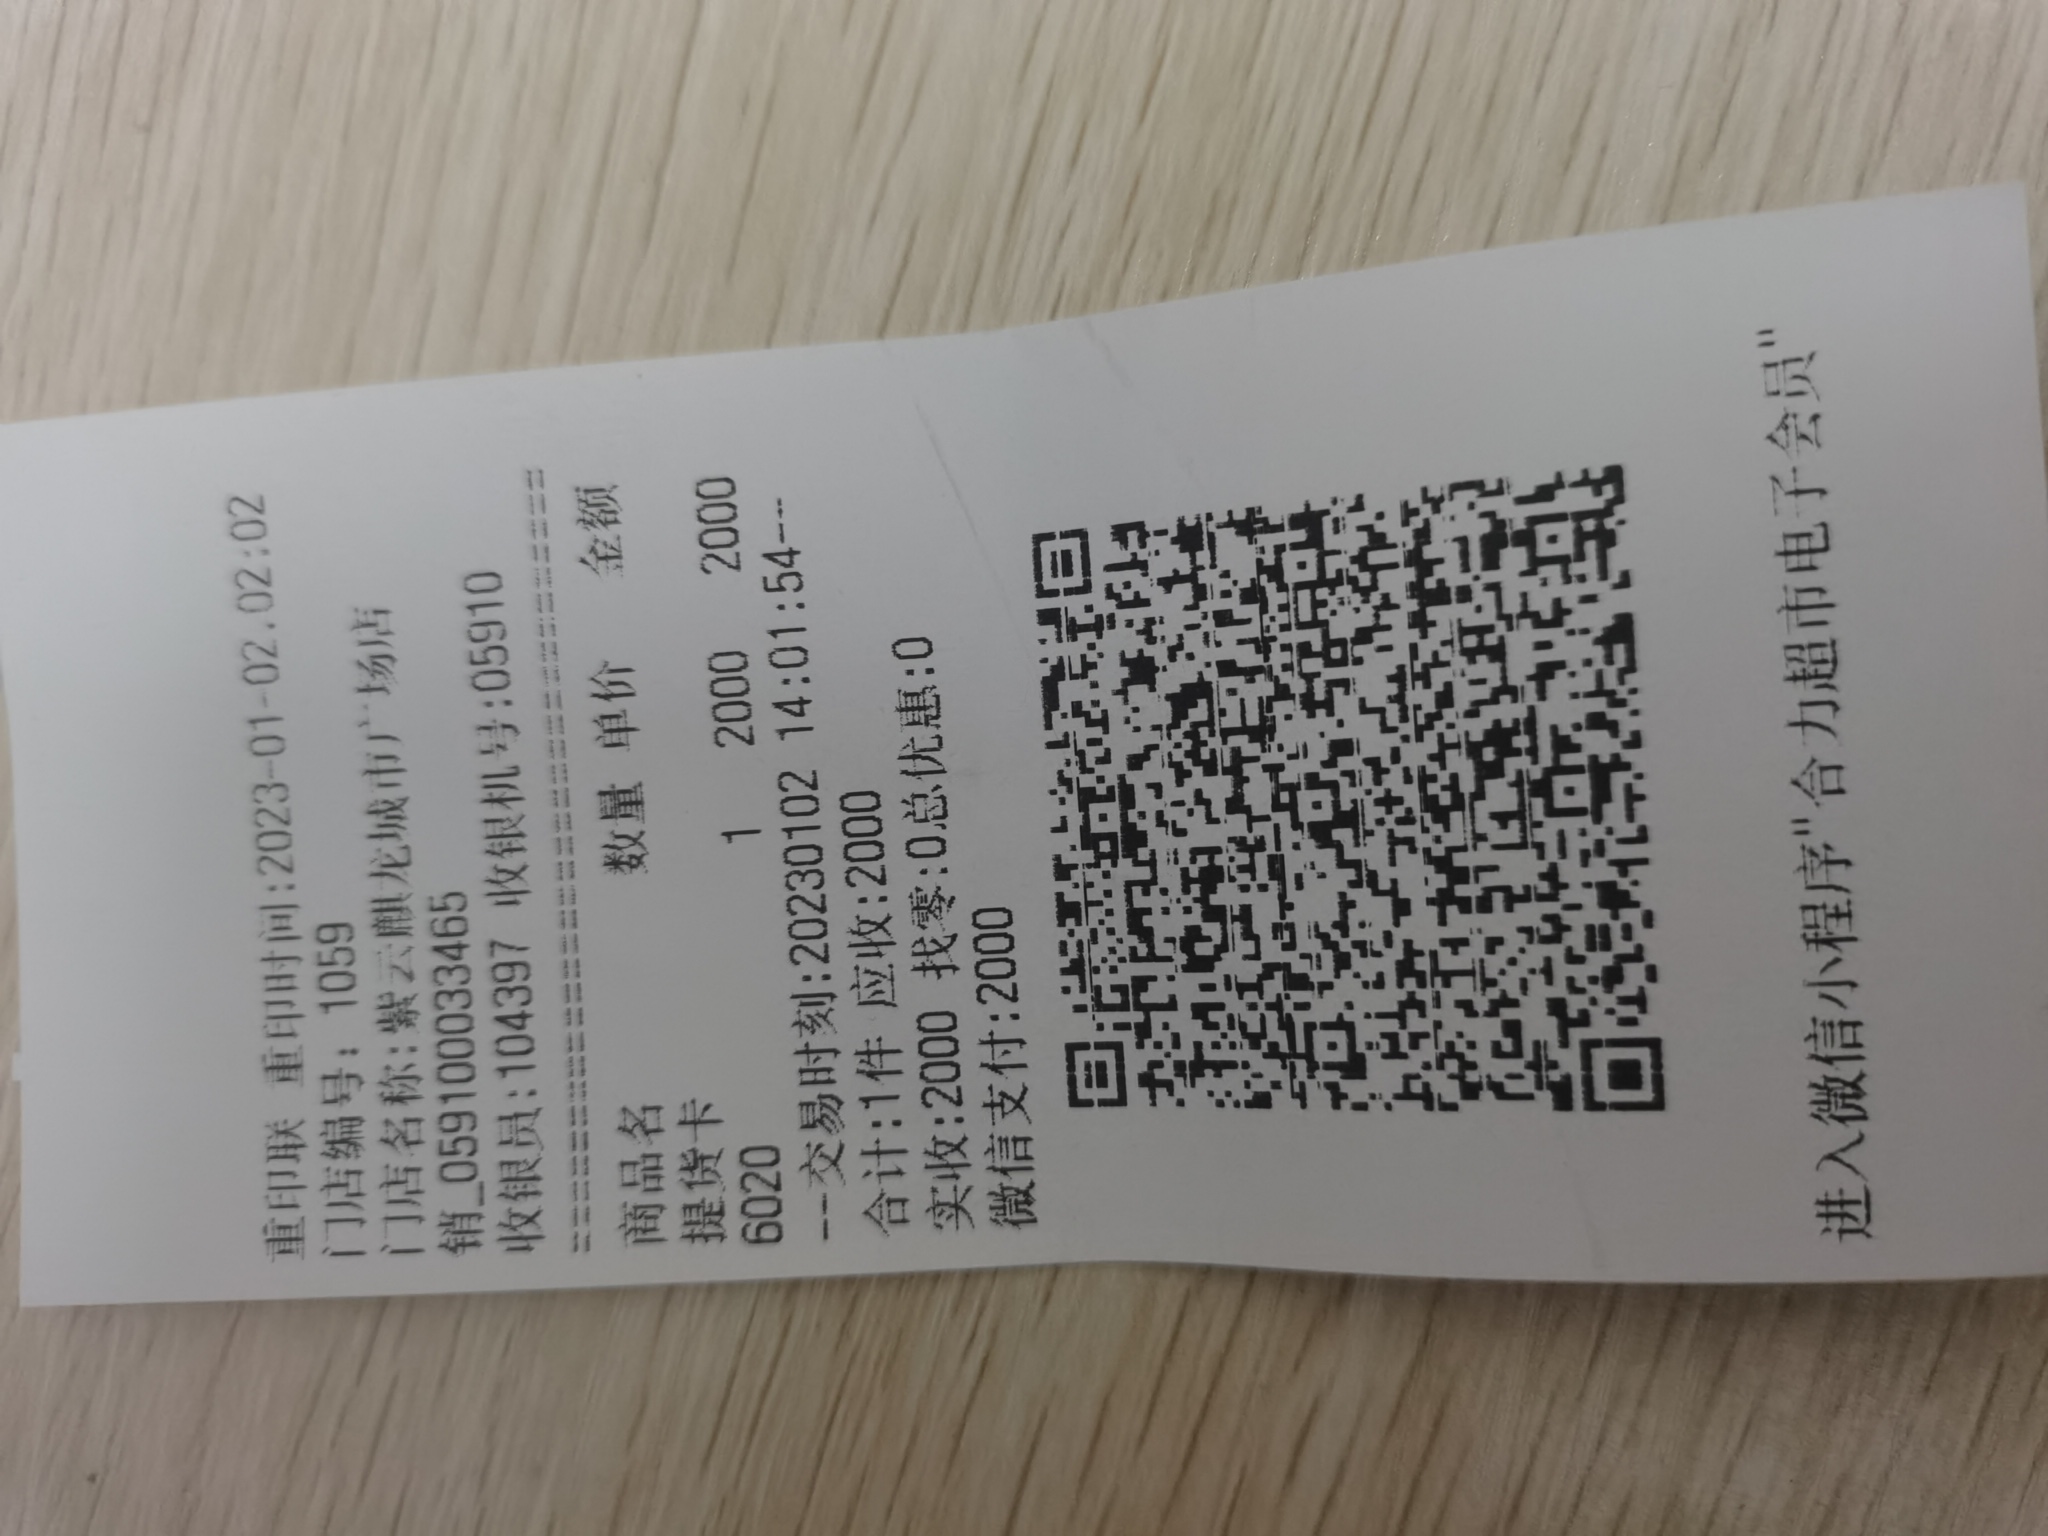 重印联 重印时间:2023-01-02.02:02
门店编号: 1059
门店名称:紫云麒龙城市广场店
销_059100033465
收银员:104397 收银机号:05910
商品名 数量 单价 金额
提货卡
6020 1 2000 2000
---交易时刻:20230102 14:01:54---
合计:1件 应收:2000
实收:2000 找零:0总优惠:0
微信支付:2000
进入微信小程序"合力超市电子会员"